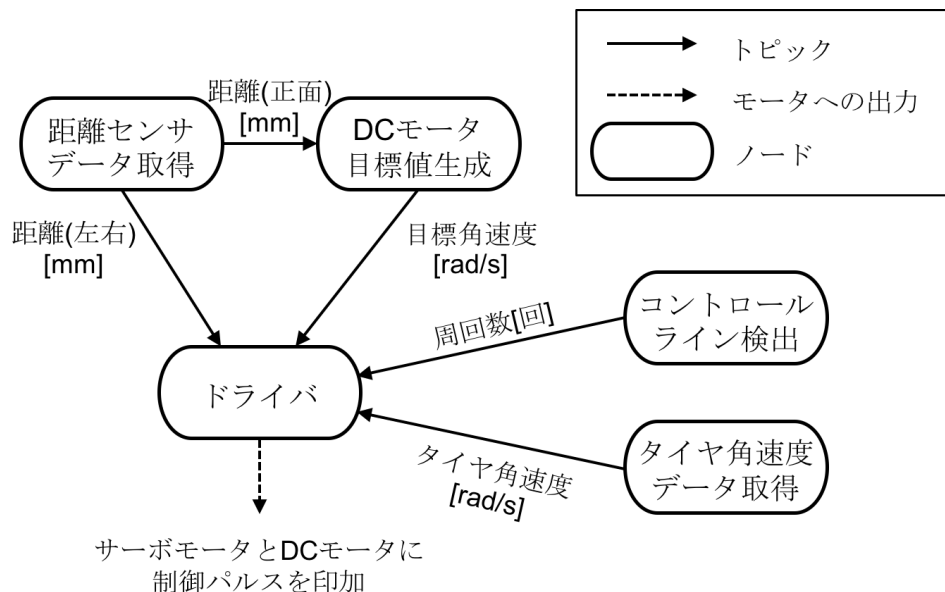 距離(正面)
[mm]
距離センサ
データ取得
DCモータ
目標値生成
トピック
モータへの出力
ノード
距離(左右)
[mm]
目標角速度
[rad/s]
周回数[回]
コントロール
ライン検出
ドライバ
タイヤ角速度
[rad/s]
タイヤ角速度
データ取得
サーボモータとDCモータに
制御パルスを印加